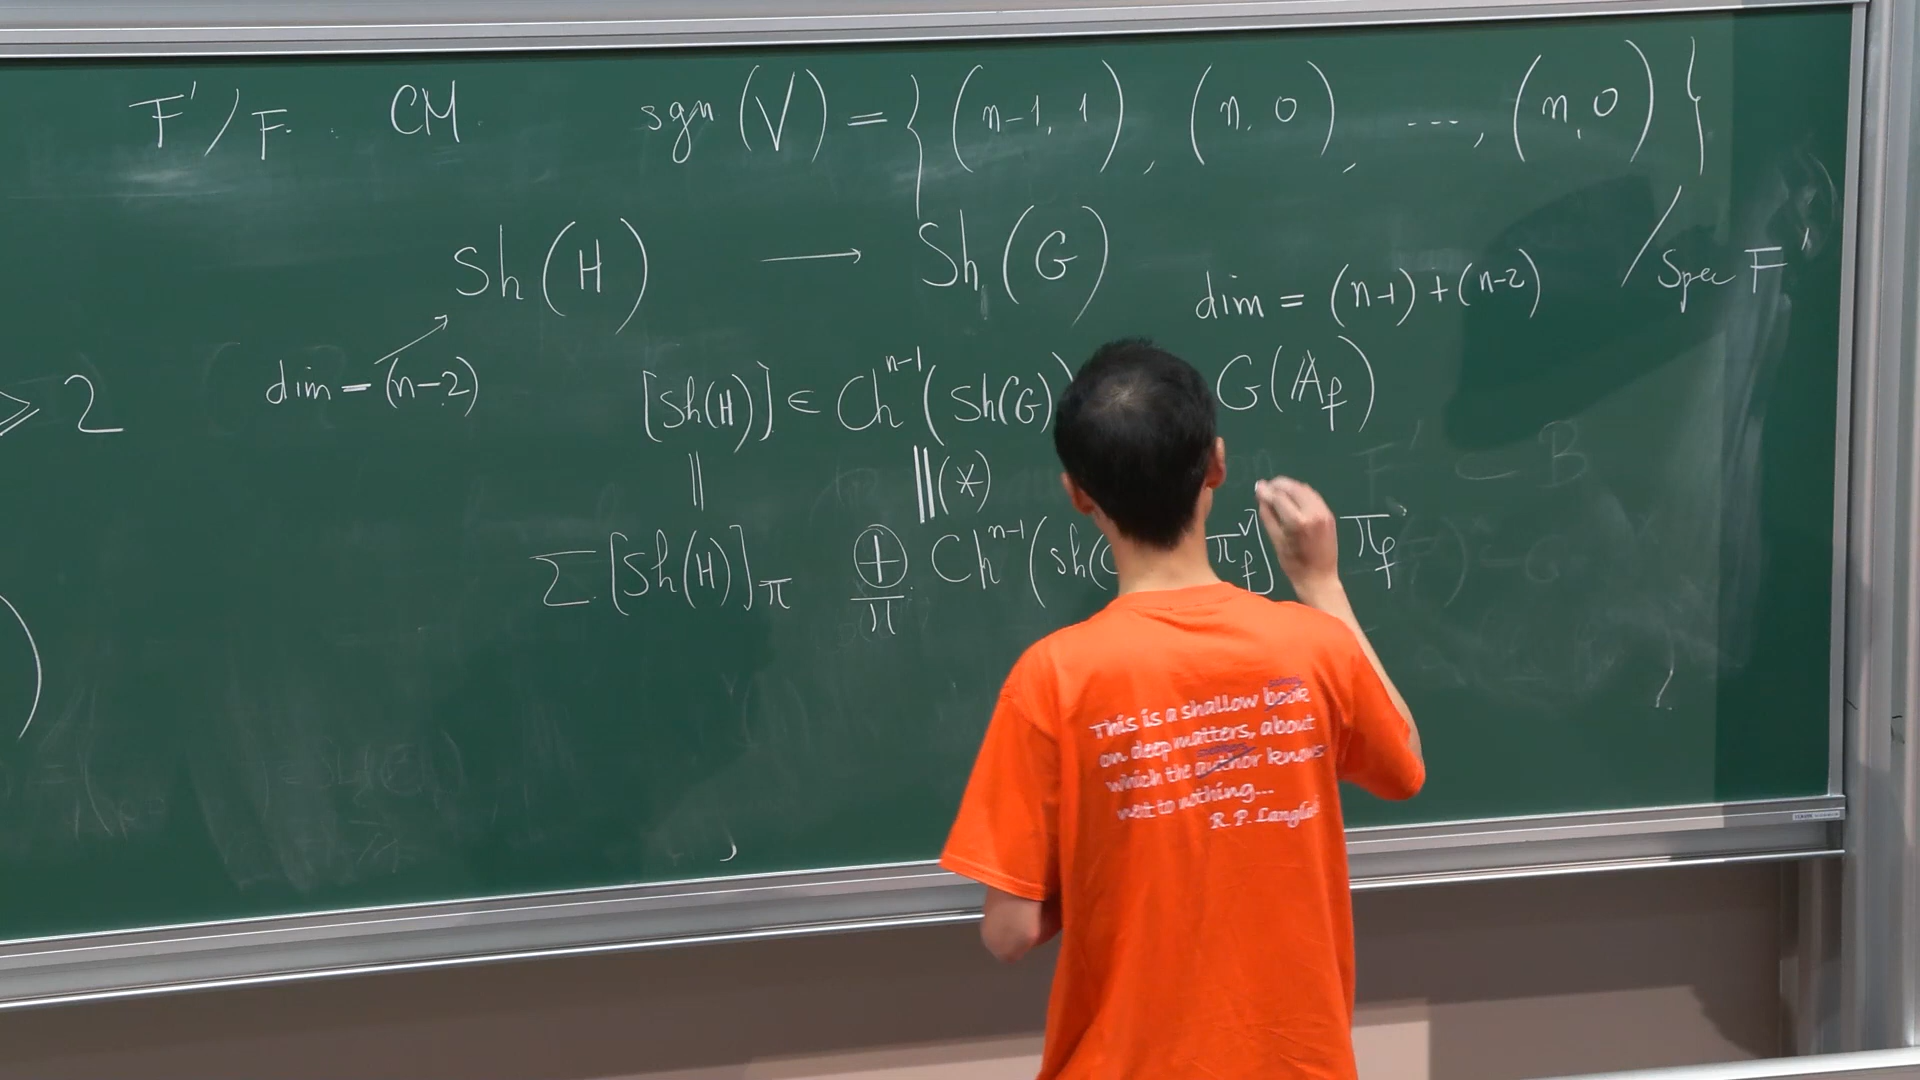 F'/F. CM sgn(V) = { (n-1, 1), (n, 0), ..., (n, 0) }
Sh(H) → Sh(G) / Spec F'
dim = (n-1) + (n-2)
dim = (n-2)
≥ 2
[Sh(H)] ∈ Ch^{n-1}(Sh(G)) G(A_f)
|| || (*)
Σ [Sh(H)]_π ⊕_π Ch^{n-1}(Sh( π_f^∨] π_f
F' ⊂ B
This is a shallow book school
on deep matters, about
which the author knows
next to nothing...
R. P. Langla